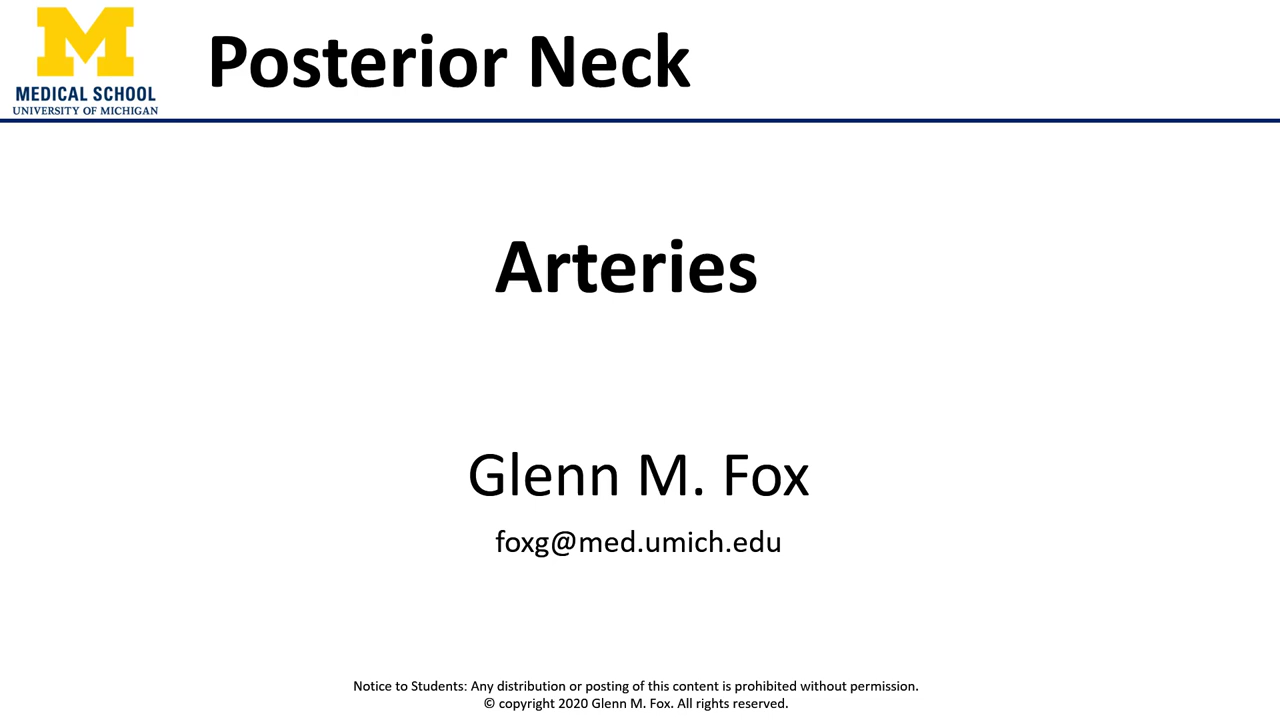 M
MEDICAL SCHOOL
UNIVERSITY OF MICHIGAN
Posterior Neck
Arteries
Glenn M. Fox
foxg@med.umich.edu
Notice to Students: Any distribution or posting of this content is prohibited without permission.
© copyright 2020 Glenn M. Fox. All rights reserved.